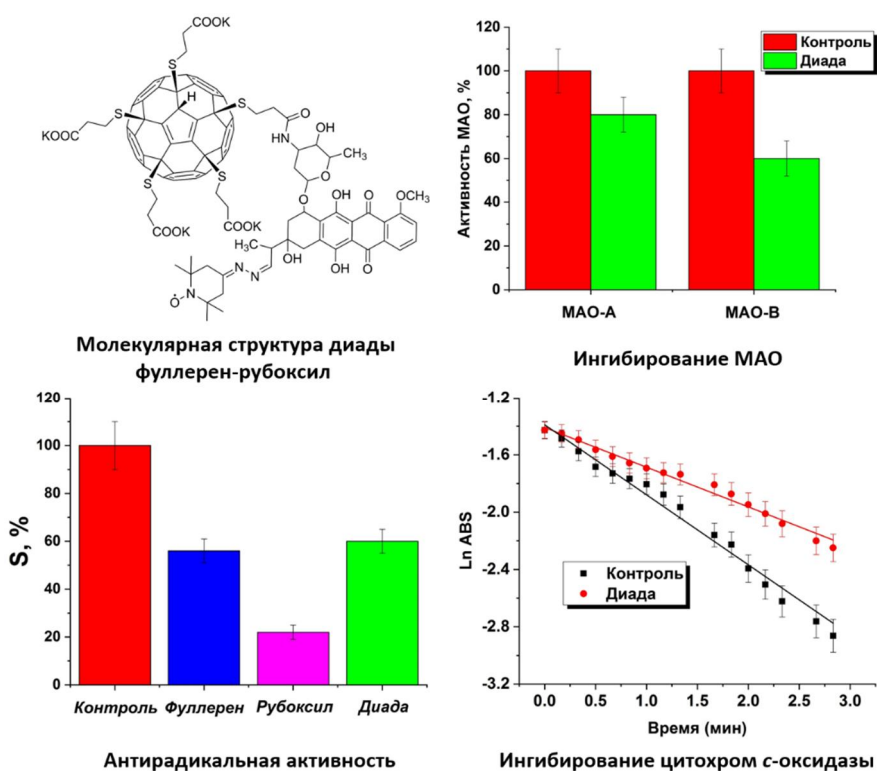 COOK
COOK
S
S
H
S
O
OH
KOOC
S
NH
CH₃
S
S
O
O
COOK
COOK
OH
O
OCH₃
H₃C
OH
OH
O
N
N
O•
N
Молекулярная структура диады
фуллерен-рубоксил
Контроль
Диада
Активность МАО, %
120
100
80
60
40
20
0
МАО-А
МАО-В
Ингибирование МАО
S, %
120
100
80
60
40
20
0
Контроль
Фуллерен
Рубоксил
Диада
Антирадикальная активность
Ln ABS
-1.2
-1.6
-2.0
-2.4
-2.8
-3.2
Контроль
Диада
0.0
0.5
1.0
1.5
2.0
2.5
3.0
Время (мин)
Ингибирование цитохром с-оксидазы